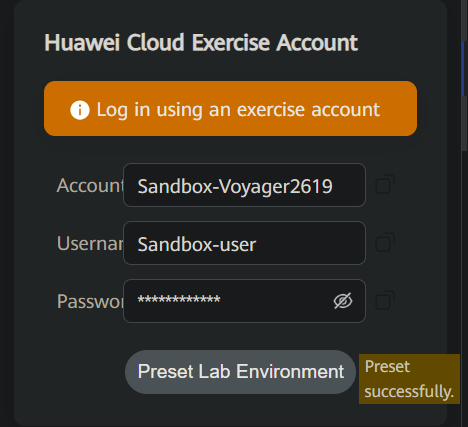 Huawei Cloud Exercise Account
Log in using an exercise account
Account Sandbox-Voyager2619
Usernar Sandbox-user
Passwor ************
Preset Lab Environment
Preset
successfully.